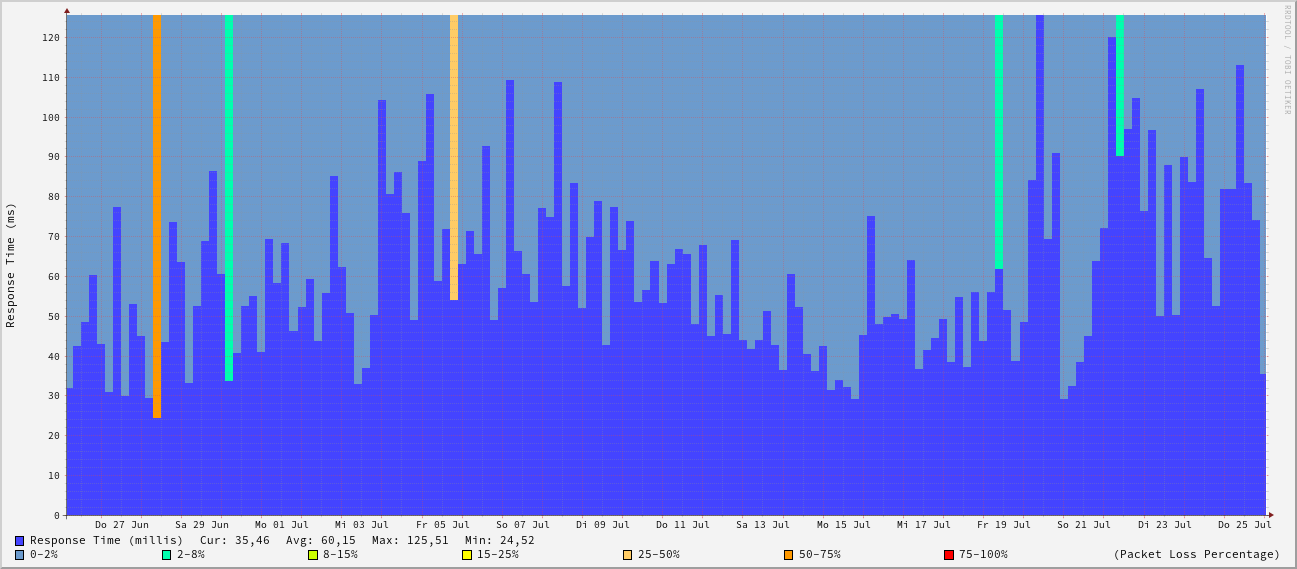 RRDTOOL / TOBI OETIKER
Response Time (ms)
120
110
100
90
80
70
60
50
40
30
20
10
0
Do 27 Jun Sa 29 Jun Mo 01 Jul Mi 03 Jul Fr 05 Jul So 07 Jul Di 09 Jul Do 11 Jul Sa 13 Jul Mo 15 Jul Mi 17 Jul Fr 19 Jul So 21 Jul Di 23 Jul Do 25 Jul
Response Time (millis) Cur: 35,46 Avg: 60,15 Max: 125,51 Min: 24,52
0-2% 2-8% 8-15% 15-25% 25-50% 50-75% 75-100% (Packet Loss Percentage)